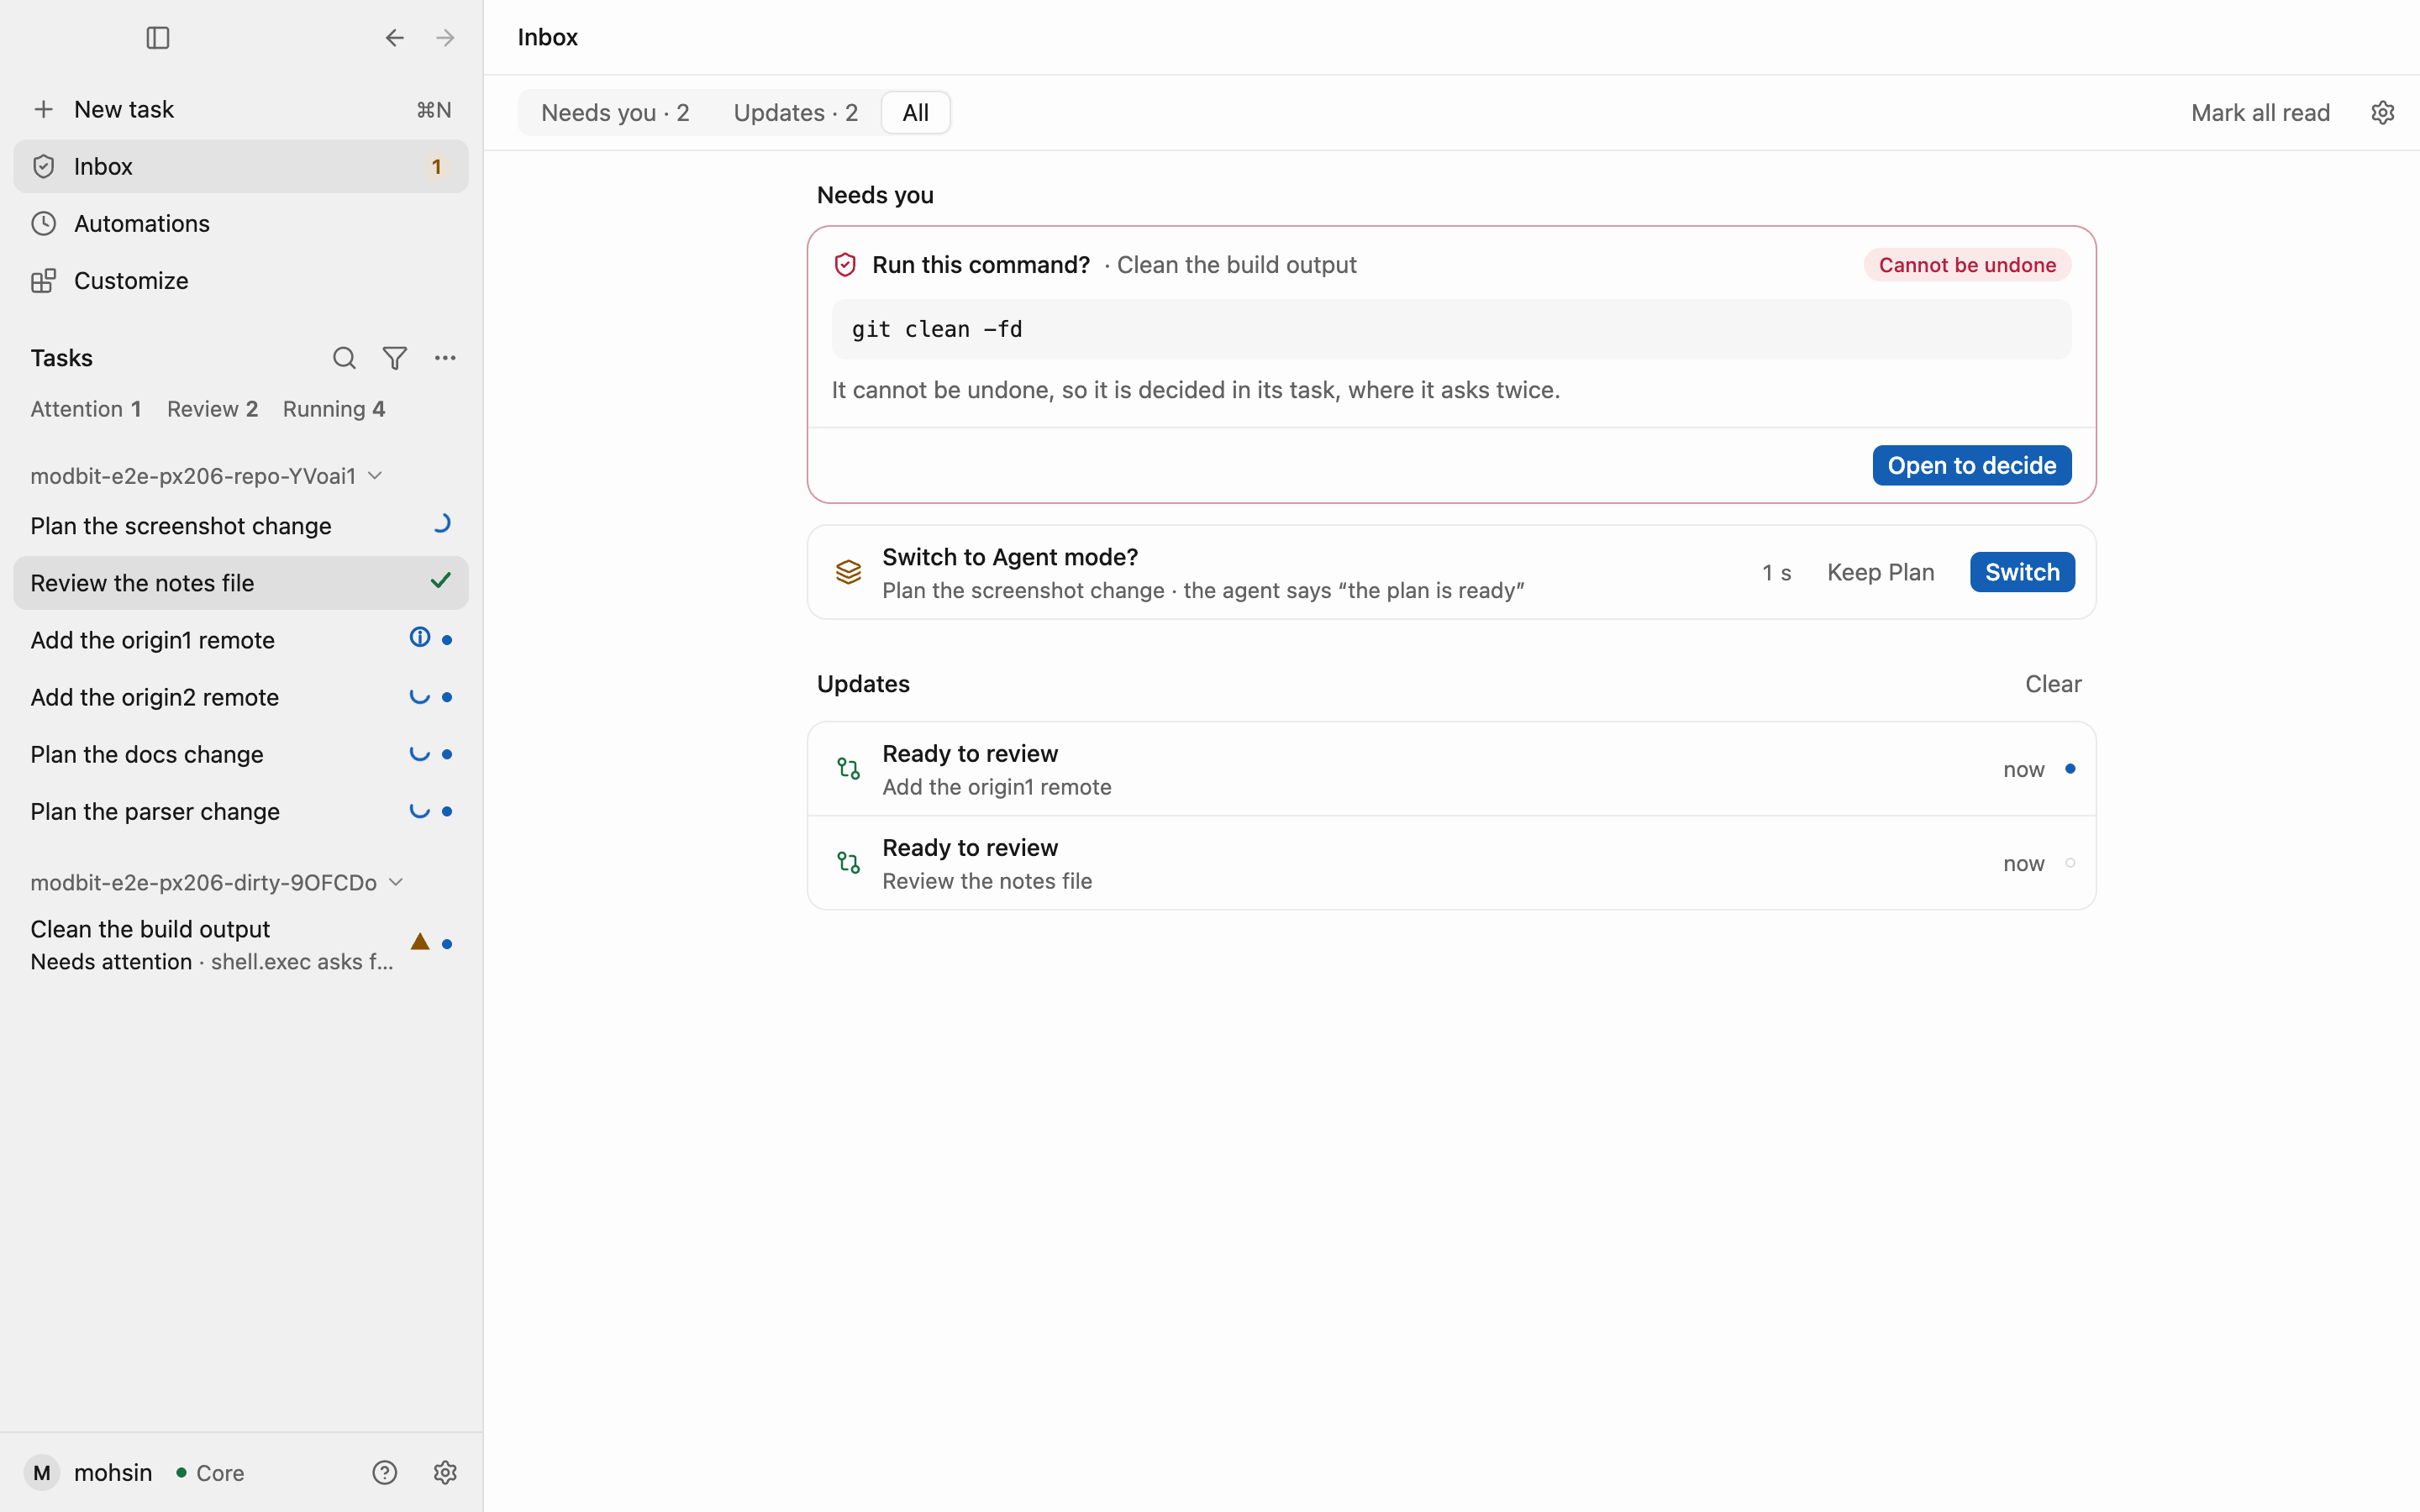 Inbox
New task ⌘N
Inbox 1
Automations
Customize
Tasks
Attention 1 Review 2 Running 4
modbit-e2e-px206-repo-YVoai1
Plan the screenshot change
Review the notes file
Add the origin1 remote
Add the origin2 remote
Plan the docs change
Plan the parser change
modbit-e2e-px206-dirty-9OFCDo
Clean the build output
Needs attention · shell.exec asks f...
M mohsin Core
Needs you · 2 Updates · 2 All Mark all read
Needs you
Run this command? · Clean the build output Cannot be undone
git clean -fd
It cannot be undone, so it is decided in its task, where it asks twice.
Open to decide
Switch to Agent mode?
Plan the screenshot change · the agent says “the plan is ready”
1 s Keep Plan Switch
Updates Clear
Ready to review
Add the origin1 remote
now
Ready to review
Review the notes file
now